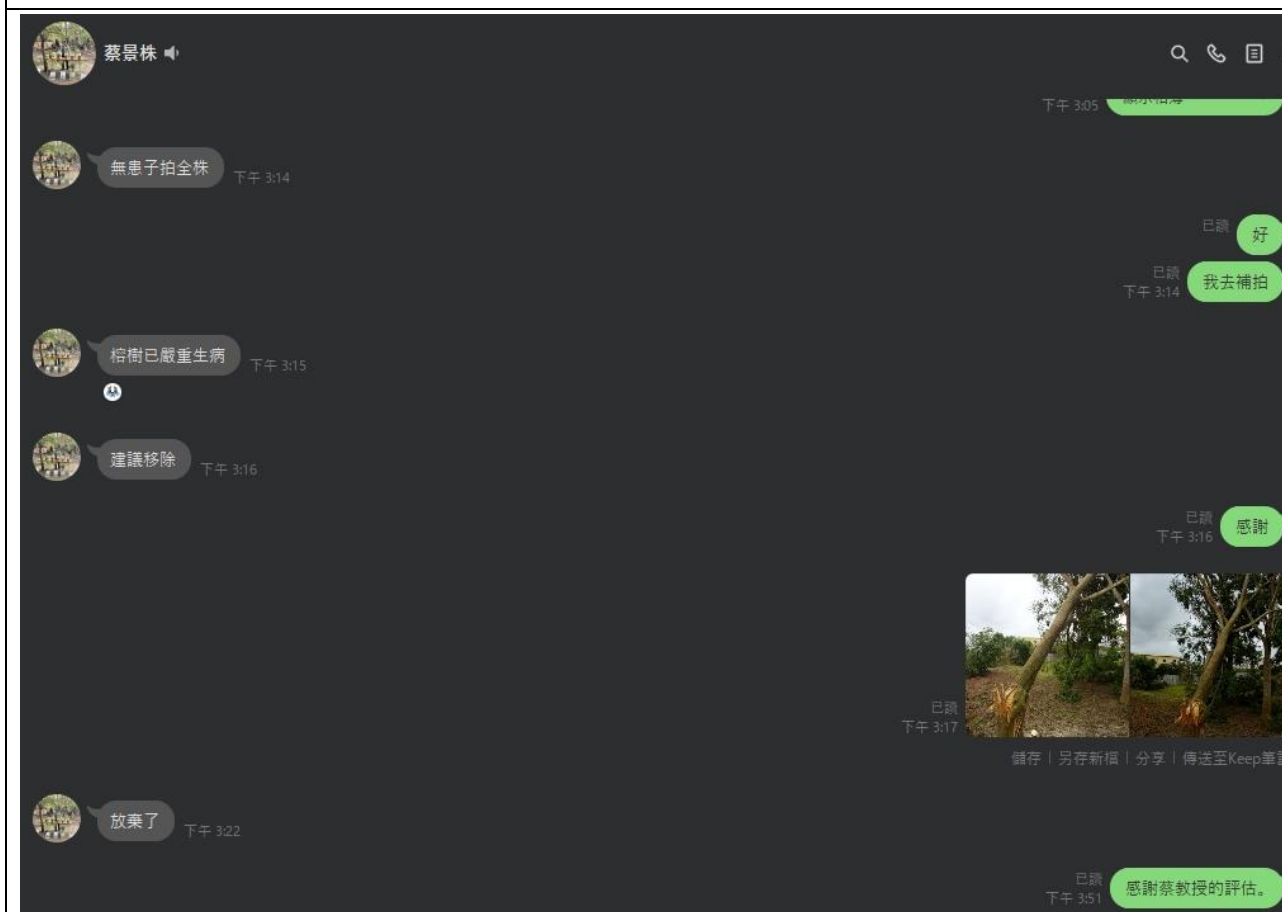 蔡景株
下午 3:05
無患子拍全株
下午 3:14
已讀
好
已讀
下午 3:14
我去補拍
榕樹已嚴重生病
下午 3:15
建議移除
下午 3:16
已讀
下午 3:16
感謝
已讀
下午 3:17
儲存 | 另存新檔 | 分享 | 傳送至Keep筆
放棄了
下午 3:22
已讀
下午 3:51
感謝蔡教授的評估。